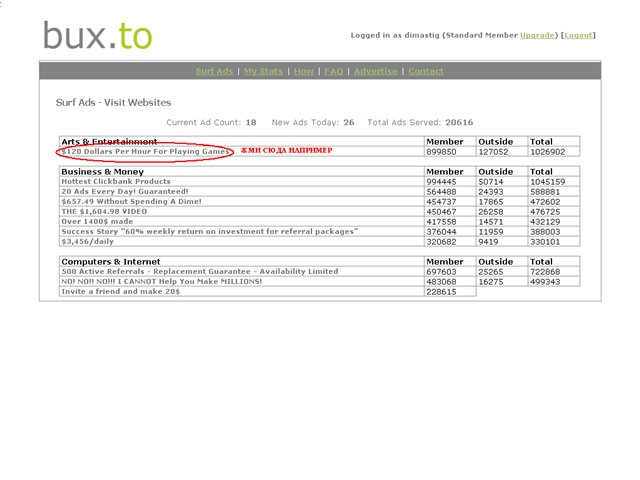 bux.to
Logged in as dimastig (Standard Member Upgrade) [Logout]
Surf Ads | My Stats | How | FAQ | Advertise | Contact
Surf Ads - Visit Websites
Current Ad Count: 18 New Ads Today: 26 Total Ads Served: 20616
Arts & Entertainment Member Outside Total
$120 Dollars Per Hour For Playing Games ЖМИ СЮДА НАПРИМЕР 899850 127052 1026902
Business & Money Member Outside Total
Hottest Clickbank Products 994445 50714 1045159
20 Ads Every Day! Guaranteed! 564488 24393 588881
$657.49 Without Spending A Dime! 454737 17865 472602
THE $1,604.98 VIDEO 450467 26258 476725
Over 1400$ made 417558 14571 432129
Success Story "60% weekly return on investment for referral packages" 376044 11959 388003
$3,456/daily 320682 9419 330101
Computers & Internet Member Outside Total
500 Active Referrals - Replacement Guarantee - Availability Limited 697603 25265 722868
NO! NO!! NO!!! I CANNOT Help You Make MILLIONS! 483068 16275 499343
Invite a friend and make 20$ 228615